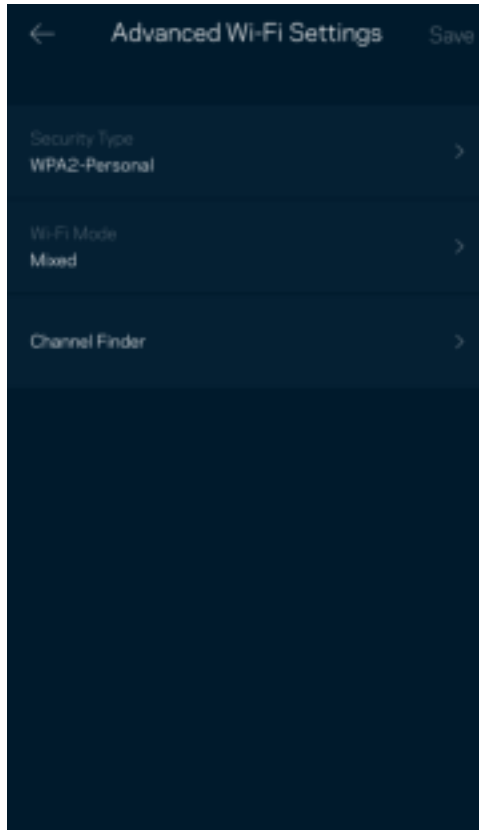 Advanced Wi-Fi Settings Save
Security Type
WPA2-Personal
Wi-Fi Mode
Mixed
Channel Finder